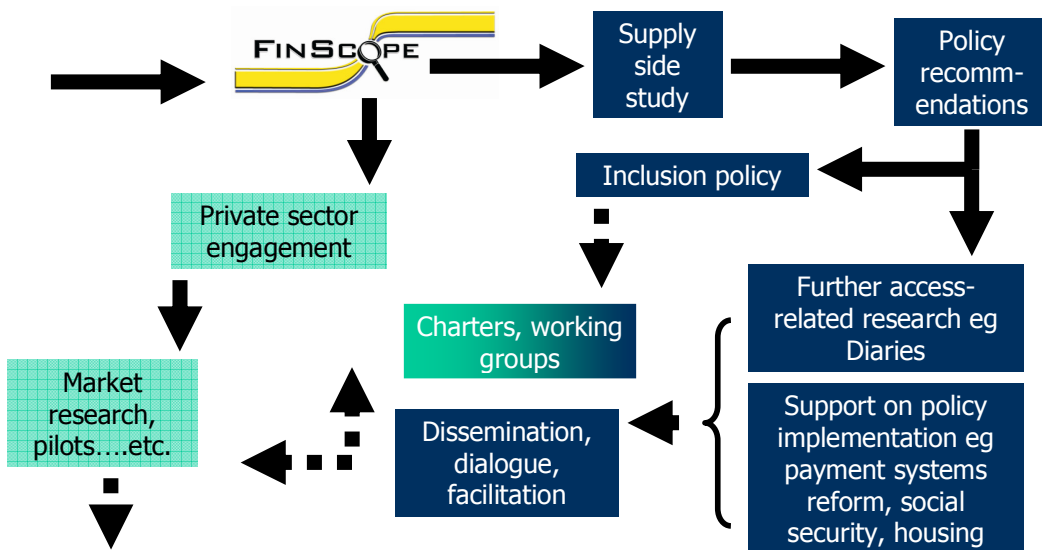 FINSCOPE
Supply
side
study
Policy
recomm-
endations
Inclusion policy
Private sector
engagement
Further access-
related research eg
Diaries
Charters, working
groups
Market
research,
pilots….etc.
Dissemination,
dialogue,
facilitation
Support on policy
implementation eg
payment systems
reform, social
security, housing